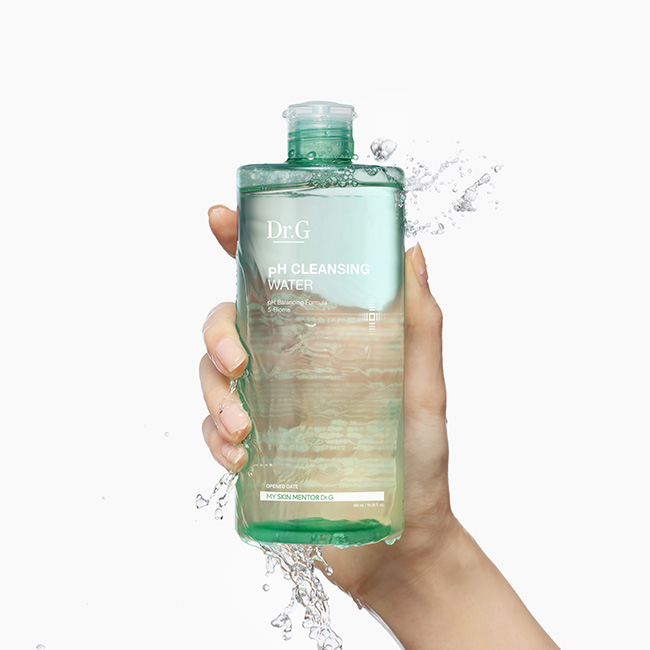 Dr.G
pH CLEANSING
WATER
pH Balancing Formula
5-Biome
OPENED DATE
MY SKIN MENTOR Dr.G